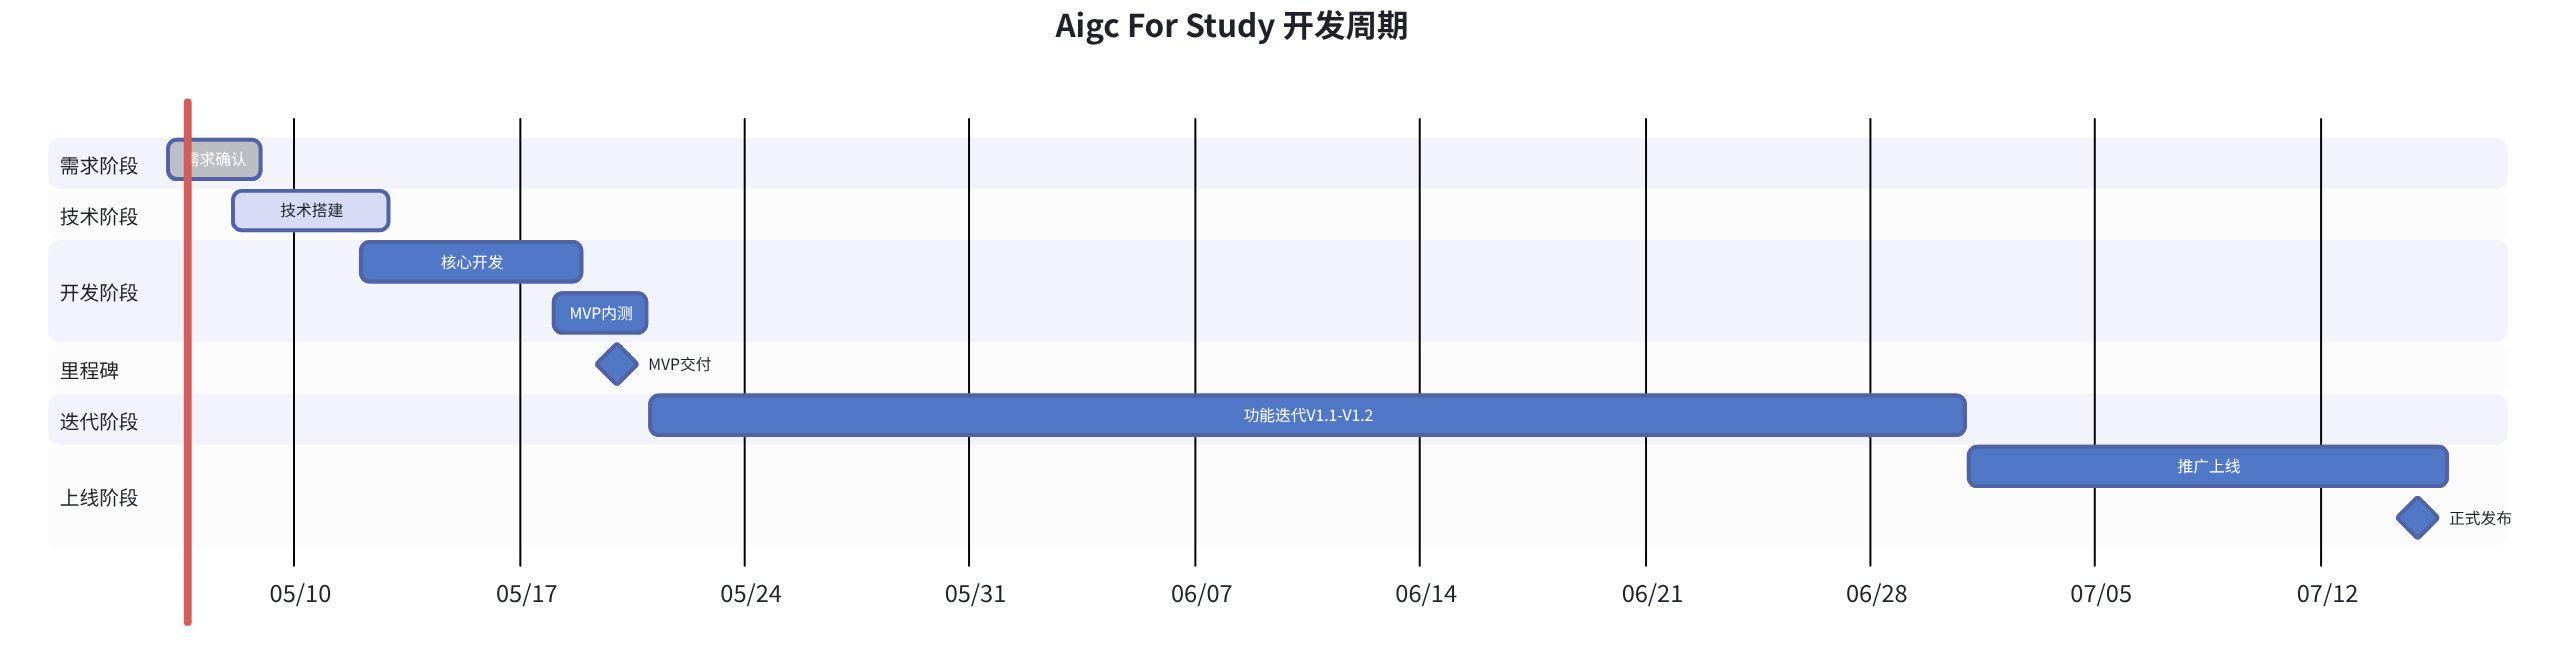 Aigc For Study 开发周期
需求阶段
需求确认
技术阶段
技术搭建
开发阶段
核心开发
MVP内测
里程碑
MVP交付
迭代阶段
功能迭代V1.1-V1.2
上线阶段
推广上线
正式发布
05/10
05/17
05/24
05/31
06/07
06/14
06/21
06/28
07/05
07/12